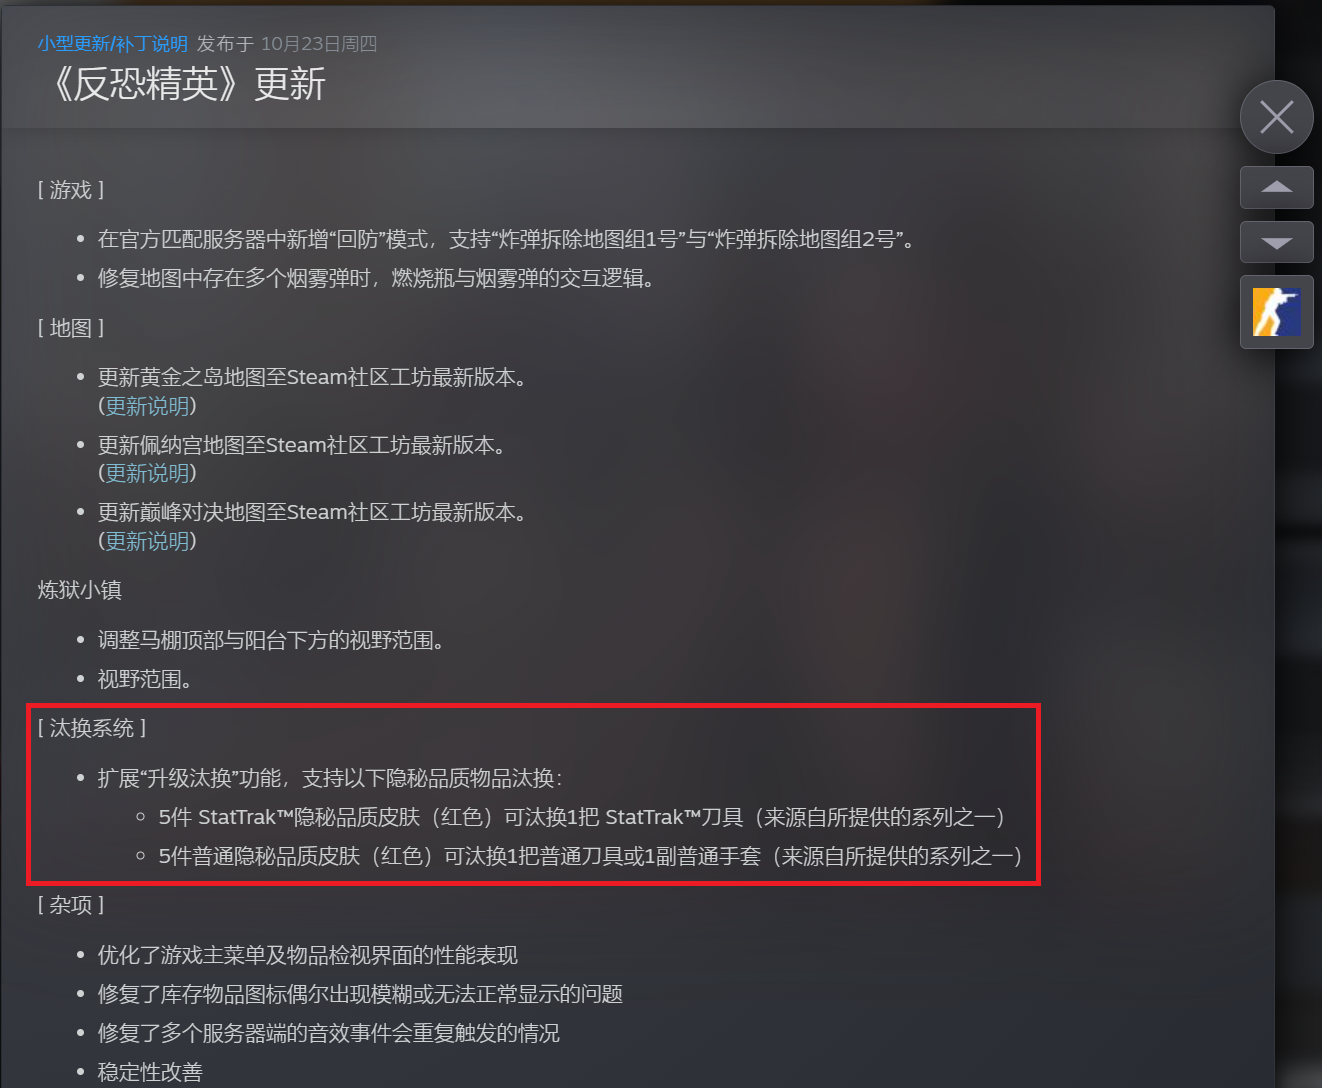 小型更新/补丁说明 发布于 10月23日周四
《反恐精英》更新
[ 游戏 ]
• 在官方匹配服务器中新增“回防”模式，支持“炸弹拆除地图组1号”与“炸弹拆除地图组2号”。
• 修复地图中存在多个烟雾弹时，燃烧瓶与烟雾弹的交互逻辑。
[ 地图 ]
• 更新黄金之岛地图至Steam社区工坊最新版本。
(更新说明)
• 更新佩纳宫地图至Steam社区工坊最新版本。
(更新说明)
• 更新巅峰对决地图至Steam社区工坊最新版本。
(更新说明)
炼狱小镇
• 调整马棚顶部与阳台下方的视野范围。
• 视野范围。
[ 汰换系统 ]
• 扩展“升级汰换”功能，支持以下隐秘品质物品汰换：
◦ 5件 StatTrak™隐秘品质皮肤（红色）可汰换1把 StatTrak™刀具（来源自所提供的系列之一）
◦ 5件普通隐秘品质皮肤（红色）可汰换1把普通刀具或1副普通手套（来源自所提供的系列之一）
[ 杂项 ]
• 优化了游戏主菜单及物品检视界面的性能表现
• 修复了库存物品图标偶尔出现模糊或无法正常显示的问题
• 修复了多个服务器端的音效事件会重复触发的情况
• 稳定性改善